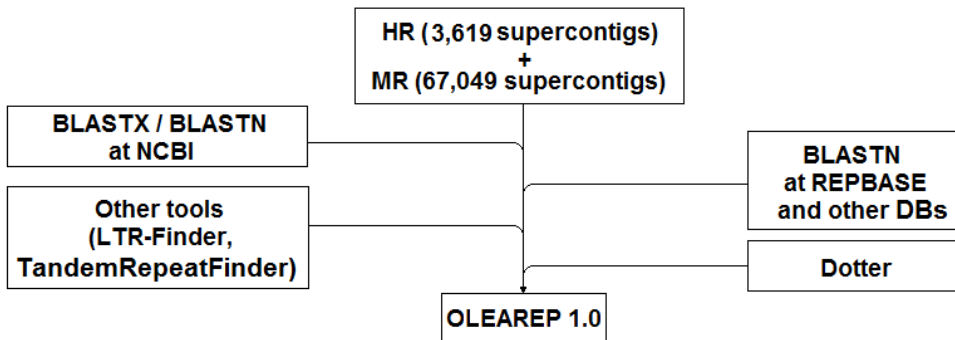 HR (3,619 supercontigs)
+
MR (67,049 supercontigs)
BLASTX / BLASTN
at NCBI
BLASTN
at REPBASE
and other DBs
Other tools
(LTR-Finder,
TandemRepeatFinder)
Dotter
OLEAREP 1.0